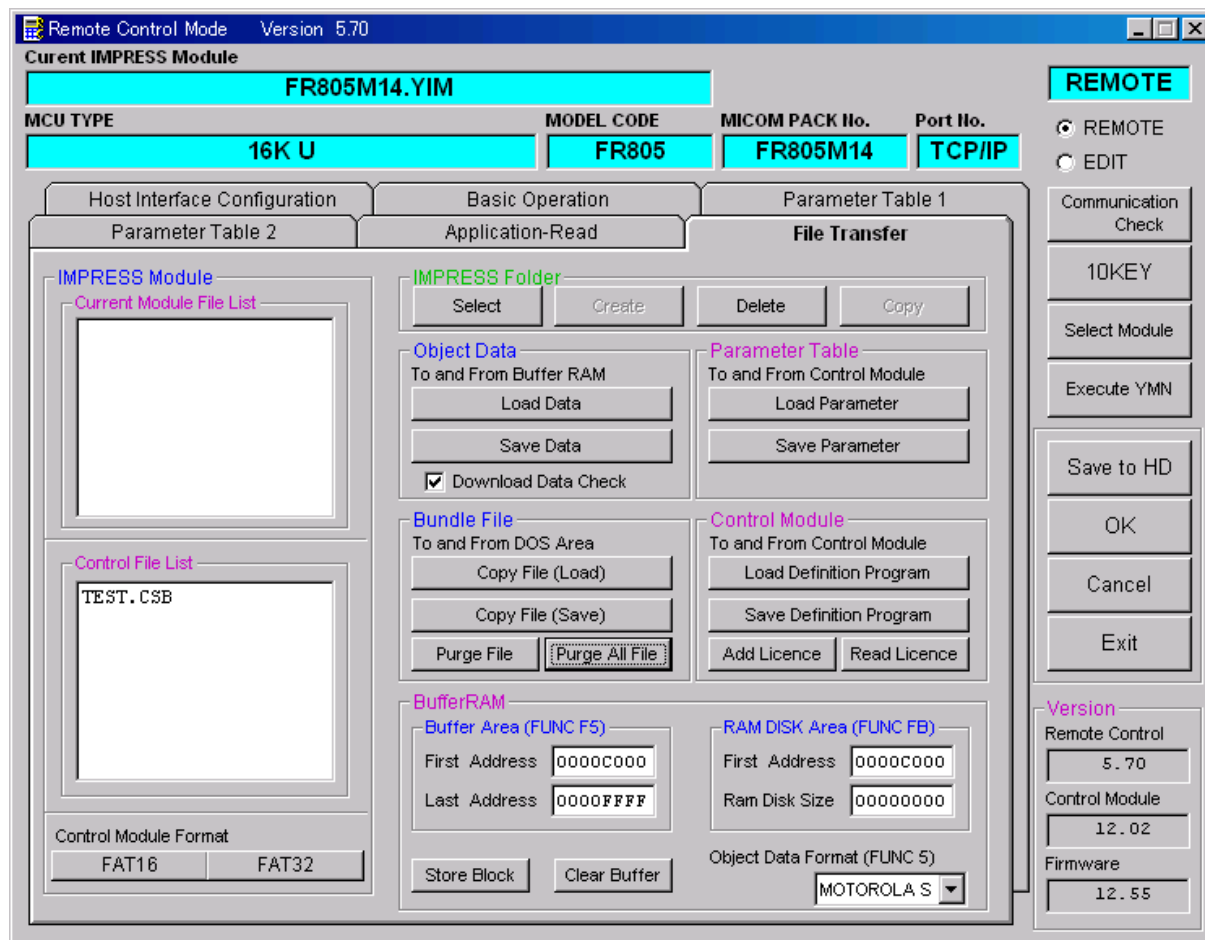 Remote Control Mode Version 5.70
Curent IMPRESS Module
FR805M14.YIM
REMOTE
MCU TYPE MODEL CODE MICOM PACK No. Port No.
16K U FR805 FR805M14 TCP/IP
REMOTE
EDIT
Host Interface Configuration Basic Operation Parameter Table 1
Parameter Table 2 Application-Read File Transfer
IMPRESS Module
Current Module File List
Control File List
TEST.CSB
Control Module Format
FAT16 FAT32
IMPRESS Folder
Select Create Delete Copy
Object Data
To and From Buffer RAM
Load Data
Save Data
Download Data Check
Parameter Table
To and From Control Module
Load Parameter
Save Parameter
Bundle File
To and From DOS Area
Copy File (Load)
Copy File (Save)
Purge File Purge All File
Control Module
To and From Control Module
Load Definition Program
Save Definition Program
Add Licence Read Licence
BufferRAM
Buffer Area (FUNC F5)
First Address 0000C000
Last Address 0000FFFF
RAM DISK Area (FUNC FB)
First Address 0000C000
Ram Disk Size 00000000
Store Block Clear Buffer
Object Data Format (FUNC 5)
MOTOROLA S
Communication
Check
10KEY
Select Module
Execute YMN
Save to HD
OK
Cancel
Exit
Version
Remote Control
5.70
Control Module
12.02
Firmware
12.55